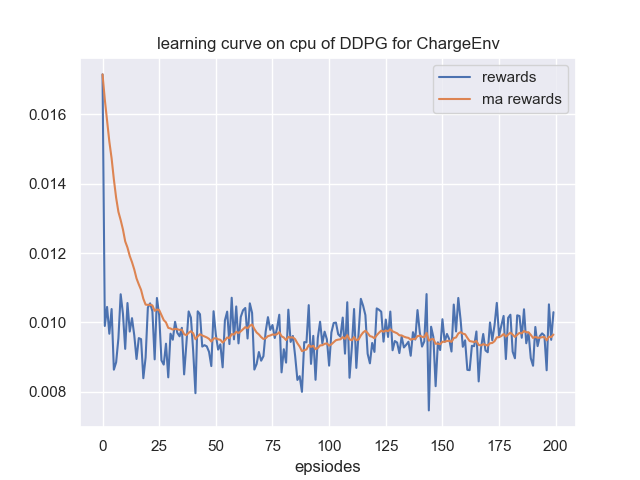 learning curve on cpu of DDPG for ChargeEnv
rewards
ma rewards
0.016
0.014
0.012
0.010
0.008
0 25 50 75 100 125 150 175 200
epsiodes